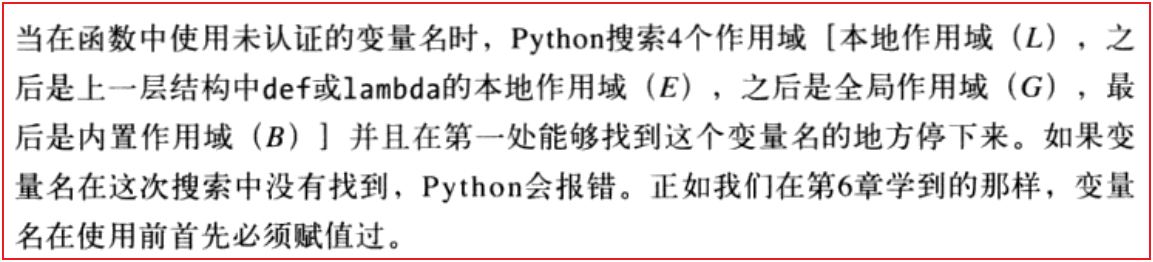 当在函数中使用未认证的变量名时，Python搜索4个作用域［本地作用域（L），之
后是上一层结构中def或lambda的本地作用域（E），之后是全局作用域（G），最
后是内置作用域（B）］并且在第一处能够找到这个变量名的地方停下来。如果变
量名在这次搜索中没有找到，Python会报错。正如我们在第6章学到的那样，变量
名在使用前首先必须赋值过。